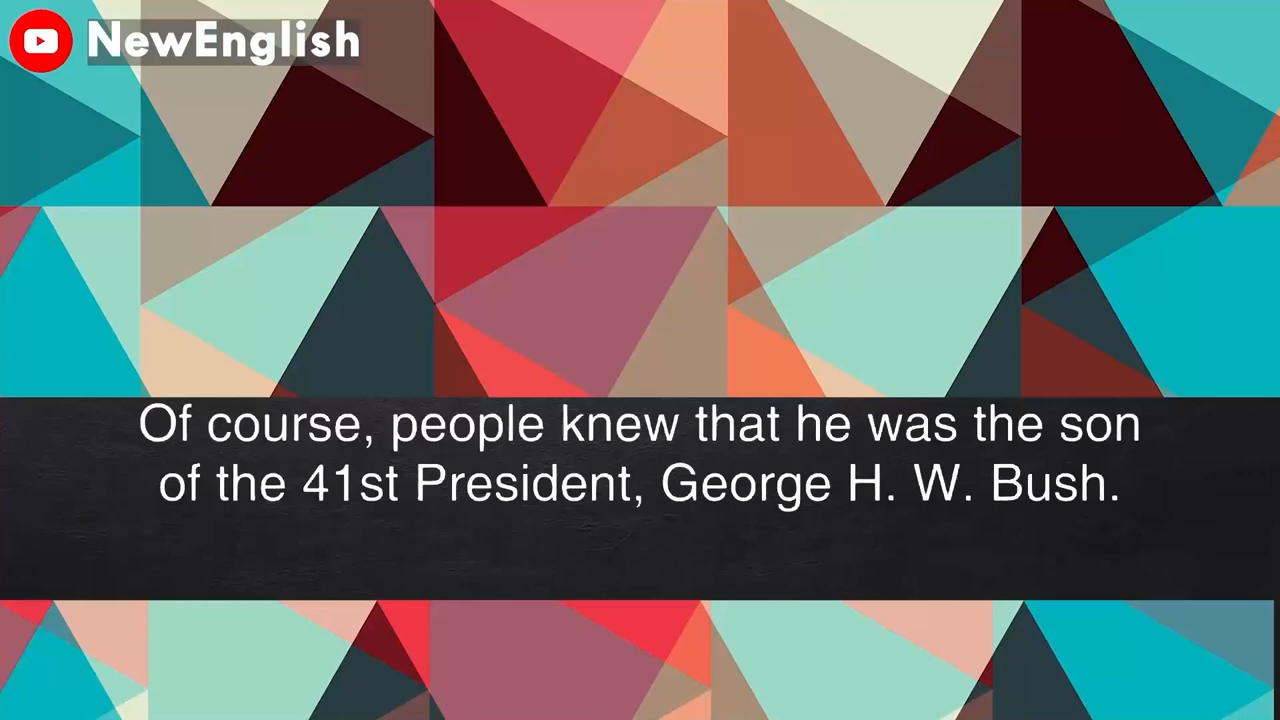 NewEnglish
Of course, people knew that he was the son
of the 41st President, George H. W. Bush.